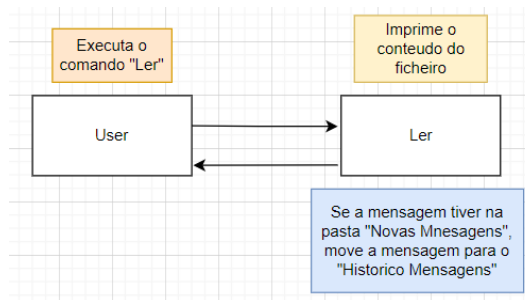 Executa o
comando "Ler"
Imprime o
conteudo do
ficheiro
User
Ler
Se a mensagem tiver na
pasta "Novas Mnesagens",
move a mensagem para o
"Historico Mensagens"